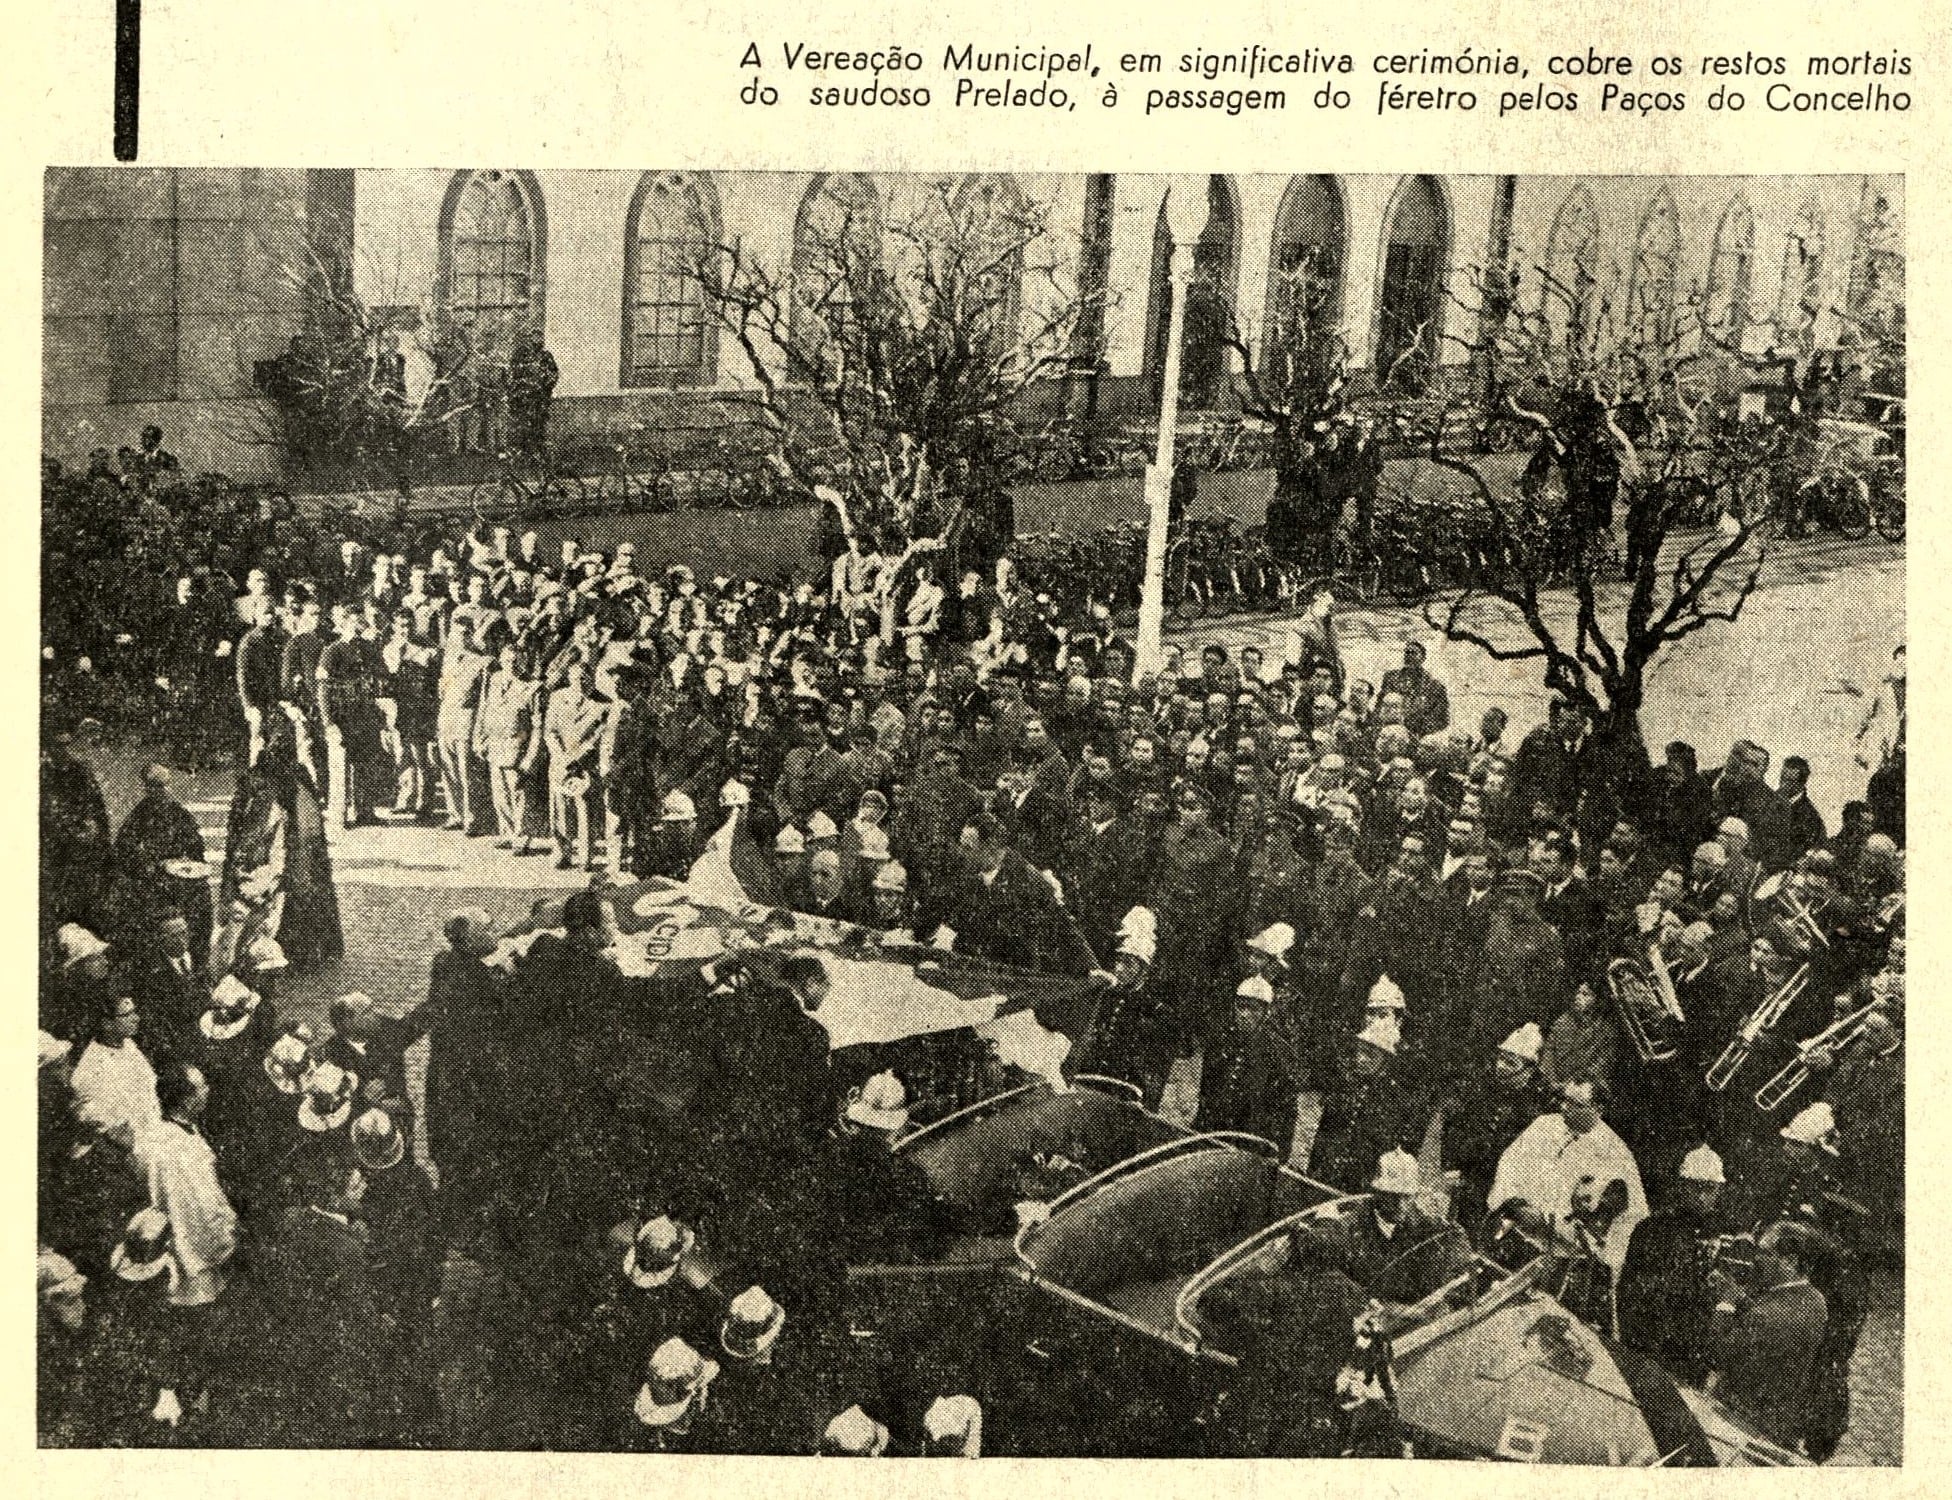 A Vereação Municipal, em significativa cerimónia, cobre os restos mortais
do saudoso Prelado, à passagem do féretro pelos Paços do Concelho
CID